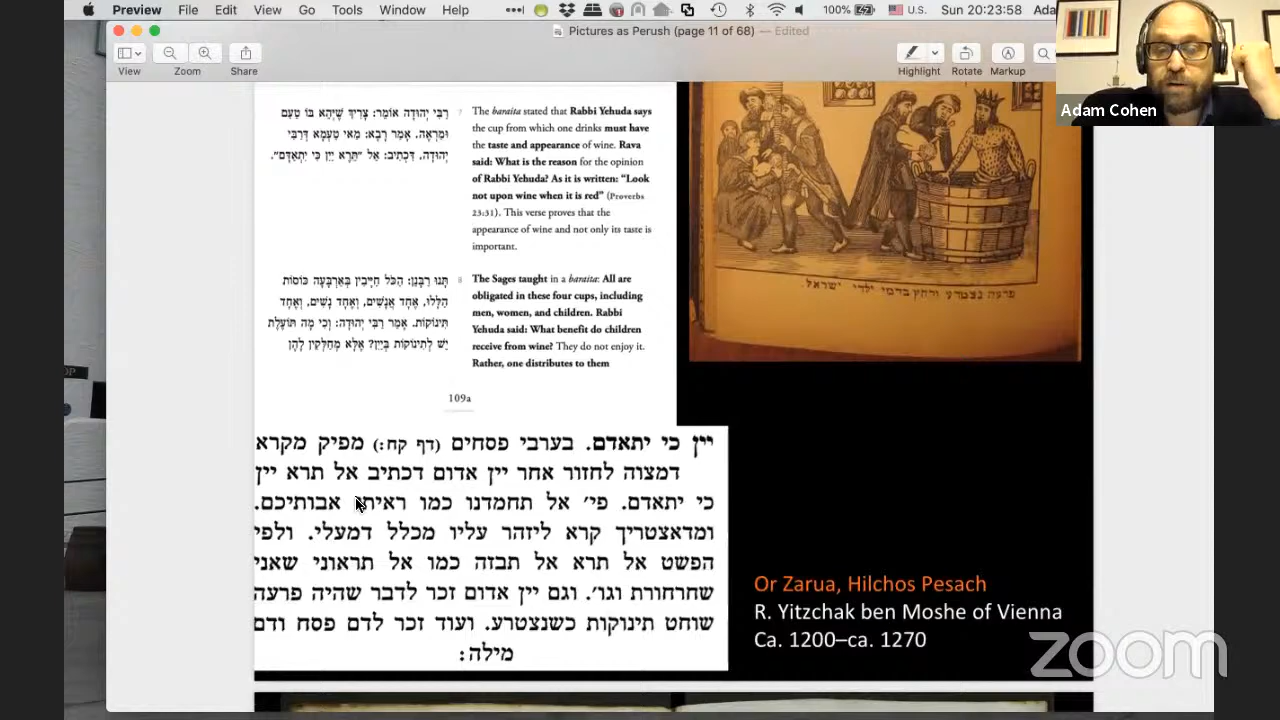 Preview File Edit View Go Tools Window Help 100% U.S. Sun 20:23:58 Ada
Pictures as Perush (page 11 of 68) — Edited
View Zoom Share Highlight Rotate Markup
Adam Cohen
רַבִּי יְהוּדָה אוֹמֵר: צָרִיךְ שֶׁיְּהֵא בּוֹ טַעַם
וּמַרְאֶה. אָמַר רָבָא: מַאי טַעְמָא דְּרַבִּי
יְהוּדָה, דִּכְתִיב: אַל ״תֵּרֶא יַיִן כִּי יִתְאַדָּם״.
The baraita stated that Rabbi Yehuda says
the cup from which one drinks must have
the taste and appearance of wine. Rava
said: What is the reason for the opinion
of Rabbi Yehuda? As it is written: “Look
not upon wine when it is red” (Proverbs
23:31). This verse proves that the
appearance of wine and not only its taste is
important.
תָּנוּ רַבָּנַן: הַכֹּל חַיָּיבִין בְּאַרְבָּעָה כּוֹסוֹת
הַלָּלוּ, אֶחָד אֲנָשִׁים, וְאֶחָד נָשִׁים, וְאֶחָד
תִּינוֹקוֹת. אָמַר רַבִּי יְהוּדָה: וְכִי מָה תּוֹעֶלֶת
יֵשׁ לְתִינוֹקוֹת בְּיַיִן? אֶלָּא מְחַלְּקִין לָהֶן
The Sages taught in a baraita: All are
obligated in these four cups, including
men, women, and children. Rabbi
Yehuda said: What benefit do children
receive from wine? They do not enjoy it.
Rather, one distributes to them
109a
פרעה נצטרע ורחץ בדמי ילדי ישראל.
יין כי יתאדם. בערבי פסחים (דף קח:) מפיק מקרא
דמצוה לחזור אחר יין אדום דכתיב אל תרא יין
כי יתאדם. פי׳ אל תחמדנו כמו ראיתי אבותיכם.
ומדאצטריך קרא ליזהר עליו מכלל דמעלי. ולפי
הפשט אל תרא אל תבזה כמו אל תראוני שאני
שחרחורת וגו׳. וגם יין אדום זכר לדבר שהיה פרעה
שוחט תינוקות כשנצטרע. ועוד זכר לדם פסח ודם
מילה:
Or Zarua, Hilchos Pesach
R. Yitzchak ben Moshe of Vienna
Ca. 1200–ca. 1270
zoom